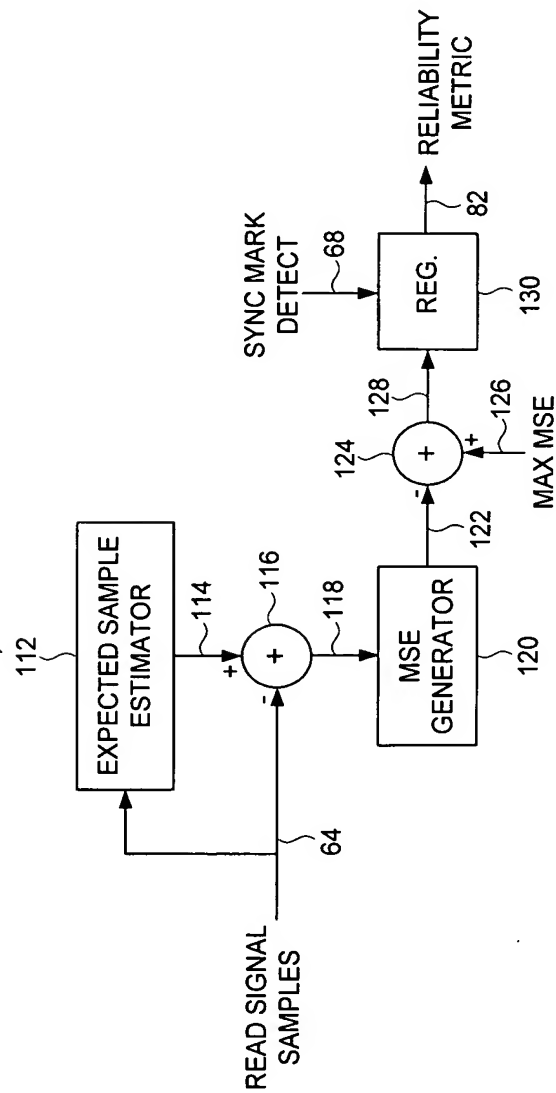 112
EXPECTED SAMPLE
ESTIMATOR
114
116
+
-
+
118
READ SIGNAL
SAMPLES
64
MSE
GENERATOR
120
122
124
-
+
+
126
MAX MSE
128
SYNC MARK
DETECT
68
REG.
130
82
RELIABILITY
METRIC